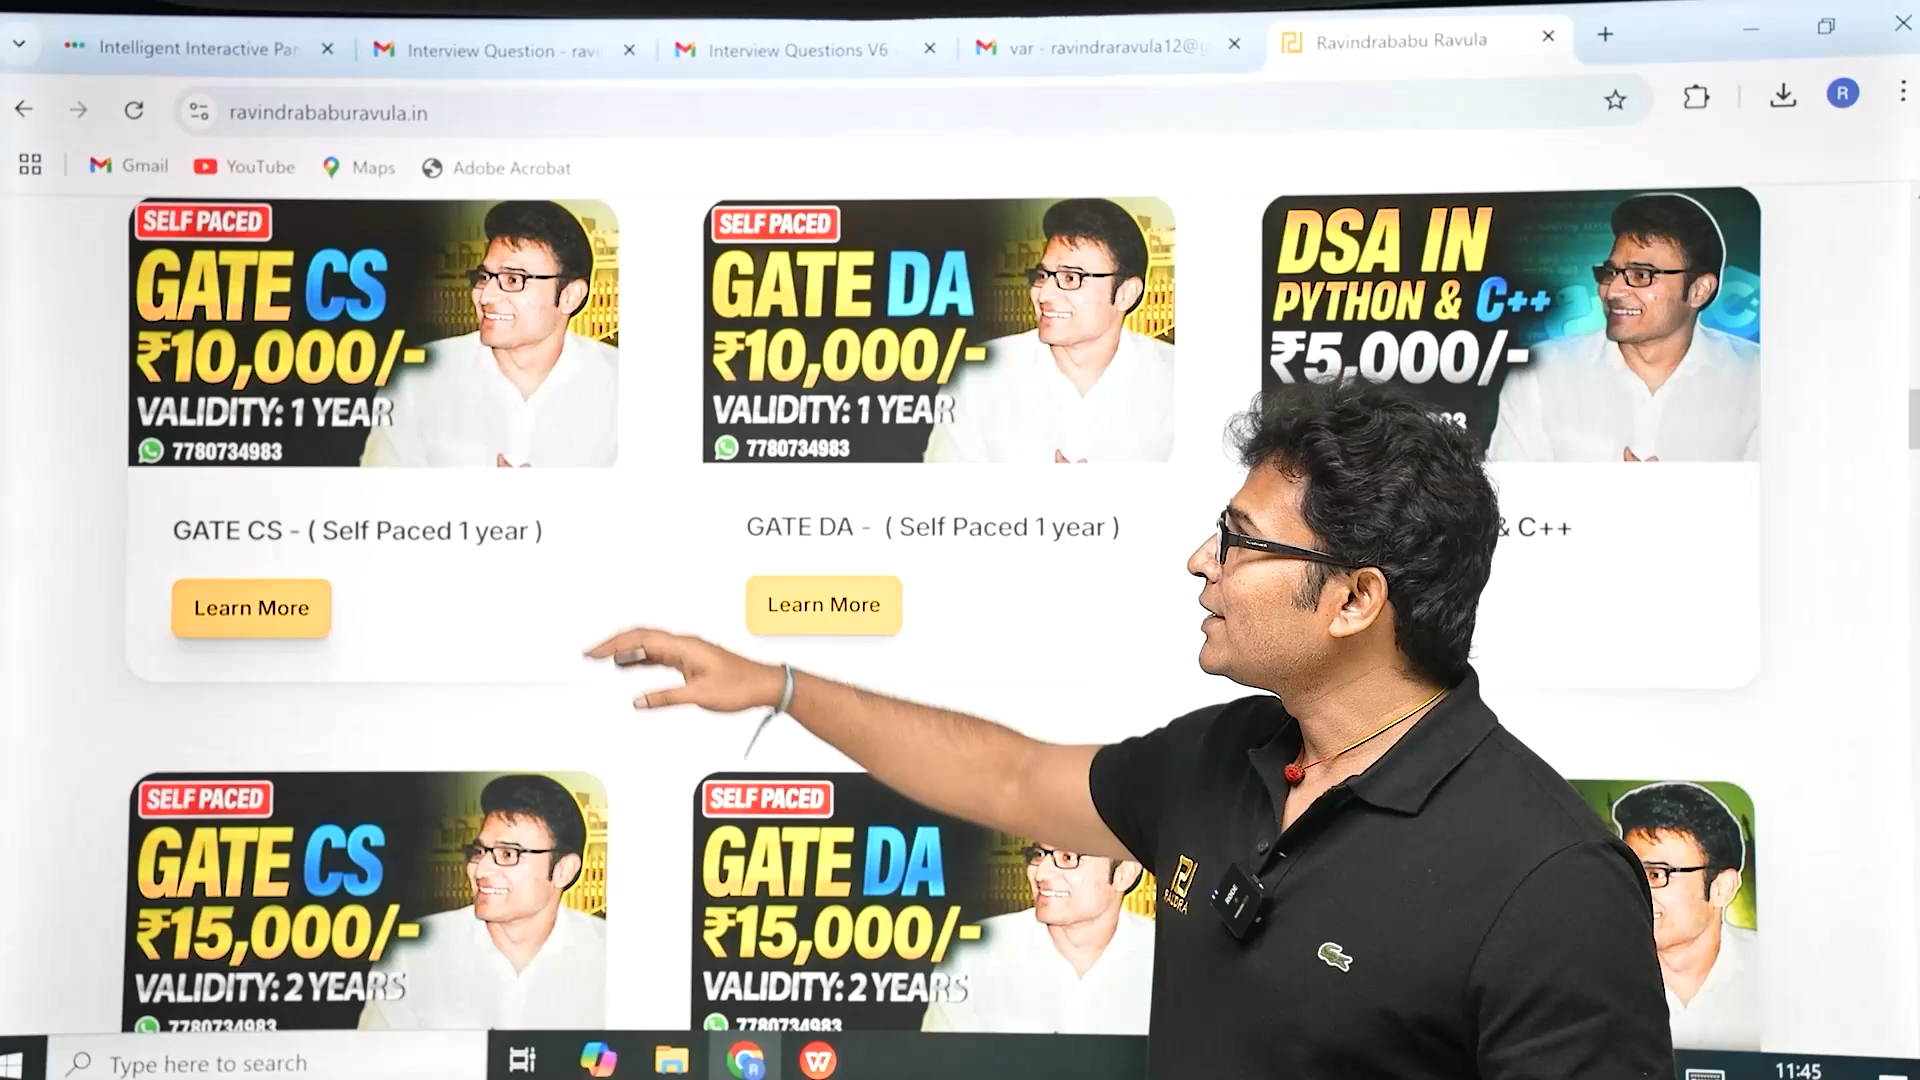 Intelligent Interactive Par
Interview Question - ravi
Interview Questions V6
var - ravindraravula12@g
Ravindrababu Ravula
ravindrababuravula.in
R
Gmail
YouTube
Maps
Adobe Acrobat
SELF PACED
GATE CS
₹10,000/-
VALIDITY: 1 YEAR
7780734983
GATE CS - ( Self Paced 1 year )
Learn More
SELF PACED
GATE DA
₹10,000/-
VALIDITY: 1 YEAR
7780734983
GATE DA - ( Self Paced 1 year )
Learn More
DSA IN
PYTHON & C++
₹5,000/-
83
& C++
SELF PACED
GATE CS
₹15,000/-
VALIDITY: 2 YEARS
7780734983
SELF PACED
GATE DA
₹15,000/-
VALIDITY: 2 YEARS
7780734983
Type here to search
11:45